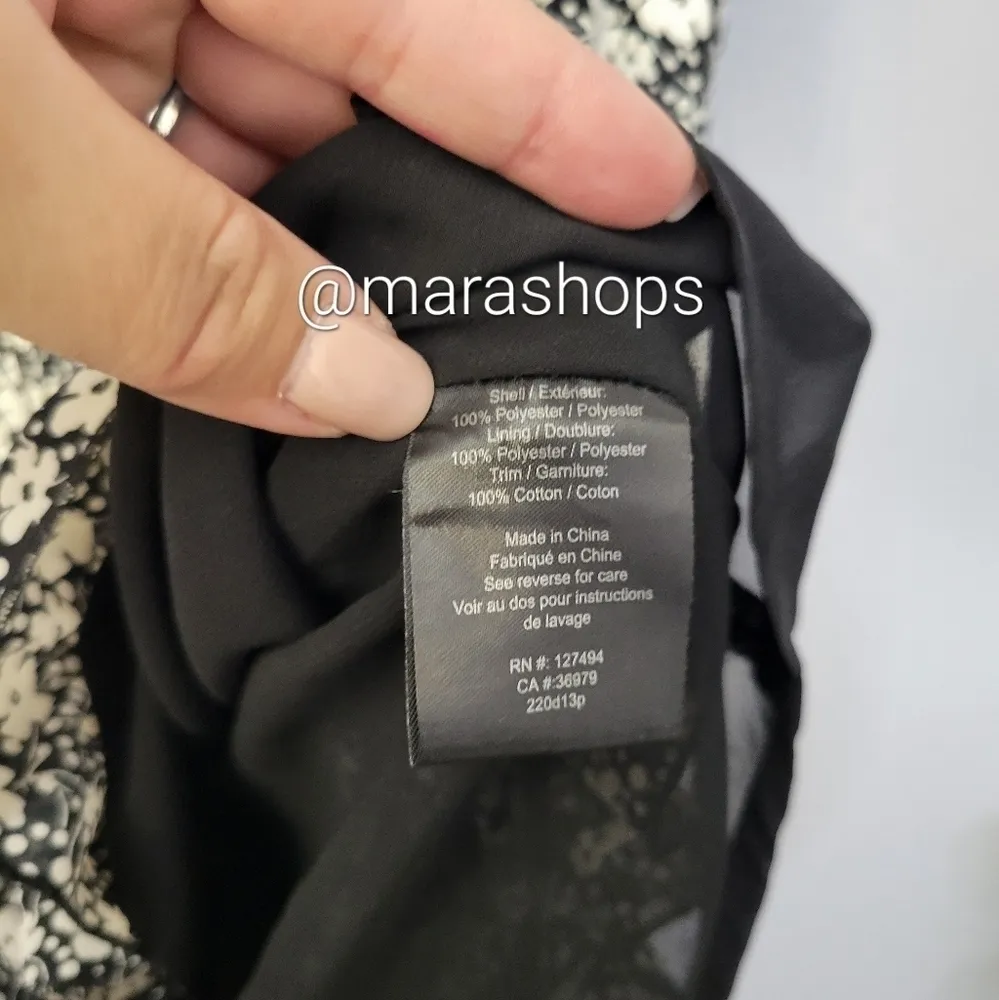 @marashops
Shell / Extérieur:
100% Polyester / Polyester
Lining / Doublure:
100% Polyester / Polyester
Trim / Garniture:
100% Cotton / Coton
Made in China
Fabriqué en Chine
See reverse for care
Voir au dos pour instructions
de lavage
RN #: 127494
CA #:36979
220d13p